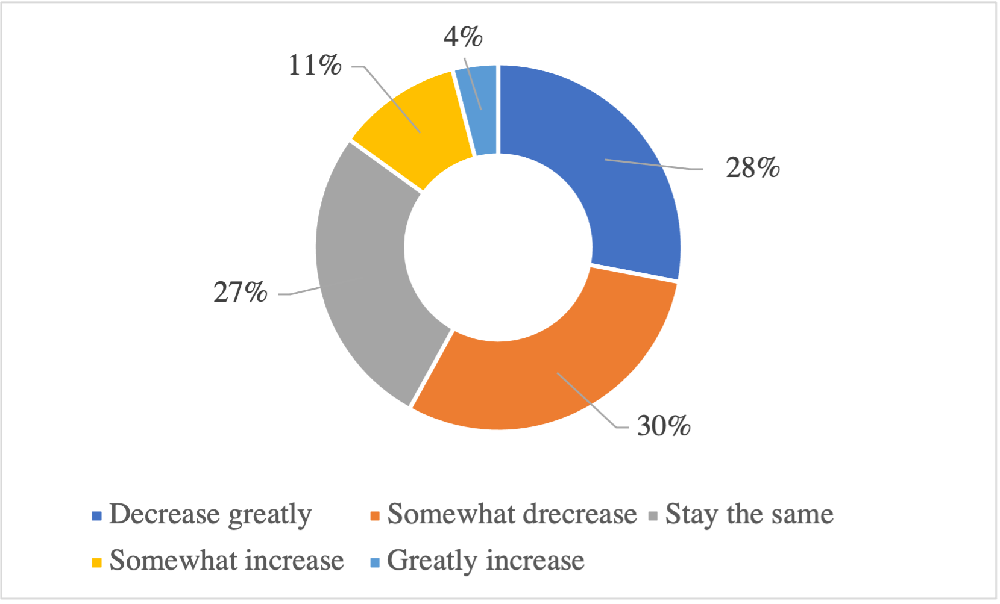 4%
11%
28%
27%
30%
Decrease greatly
Somewhat drecrease
Stay the same
Somewhat increase
Greatly increase